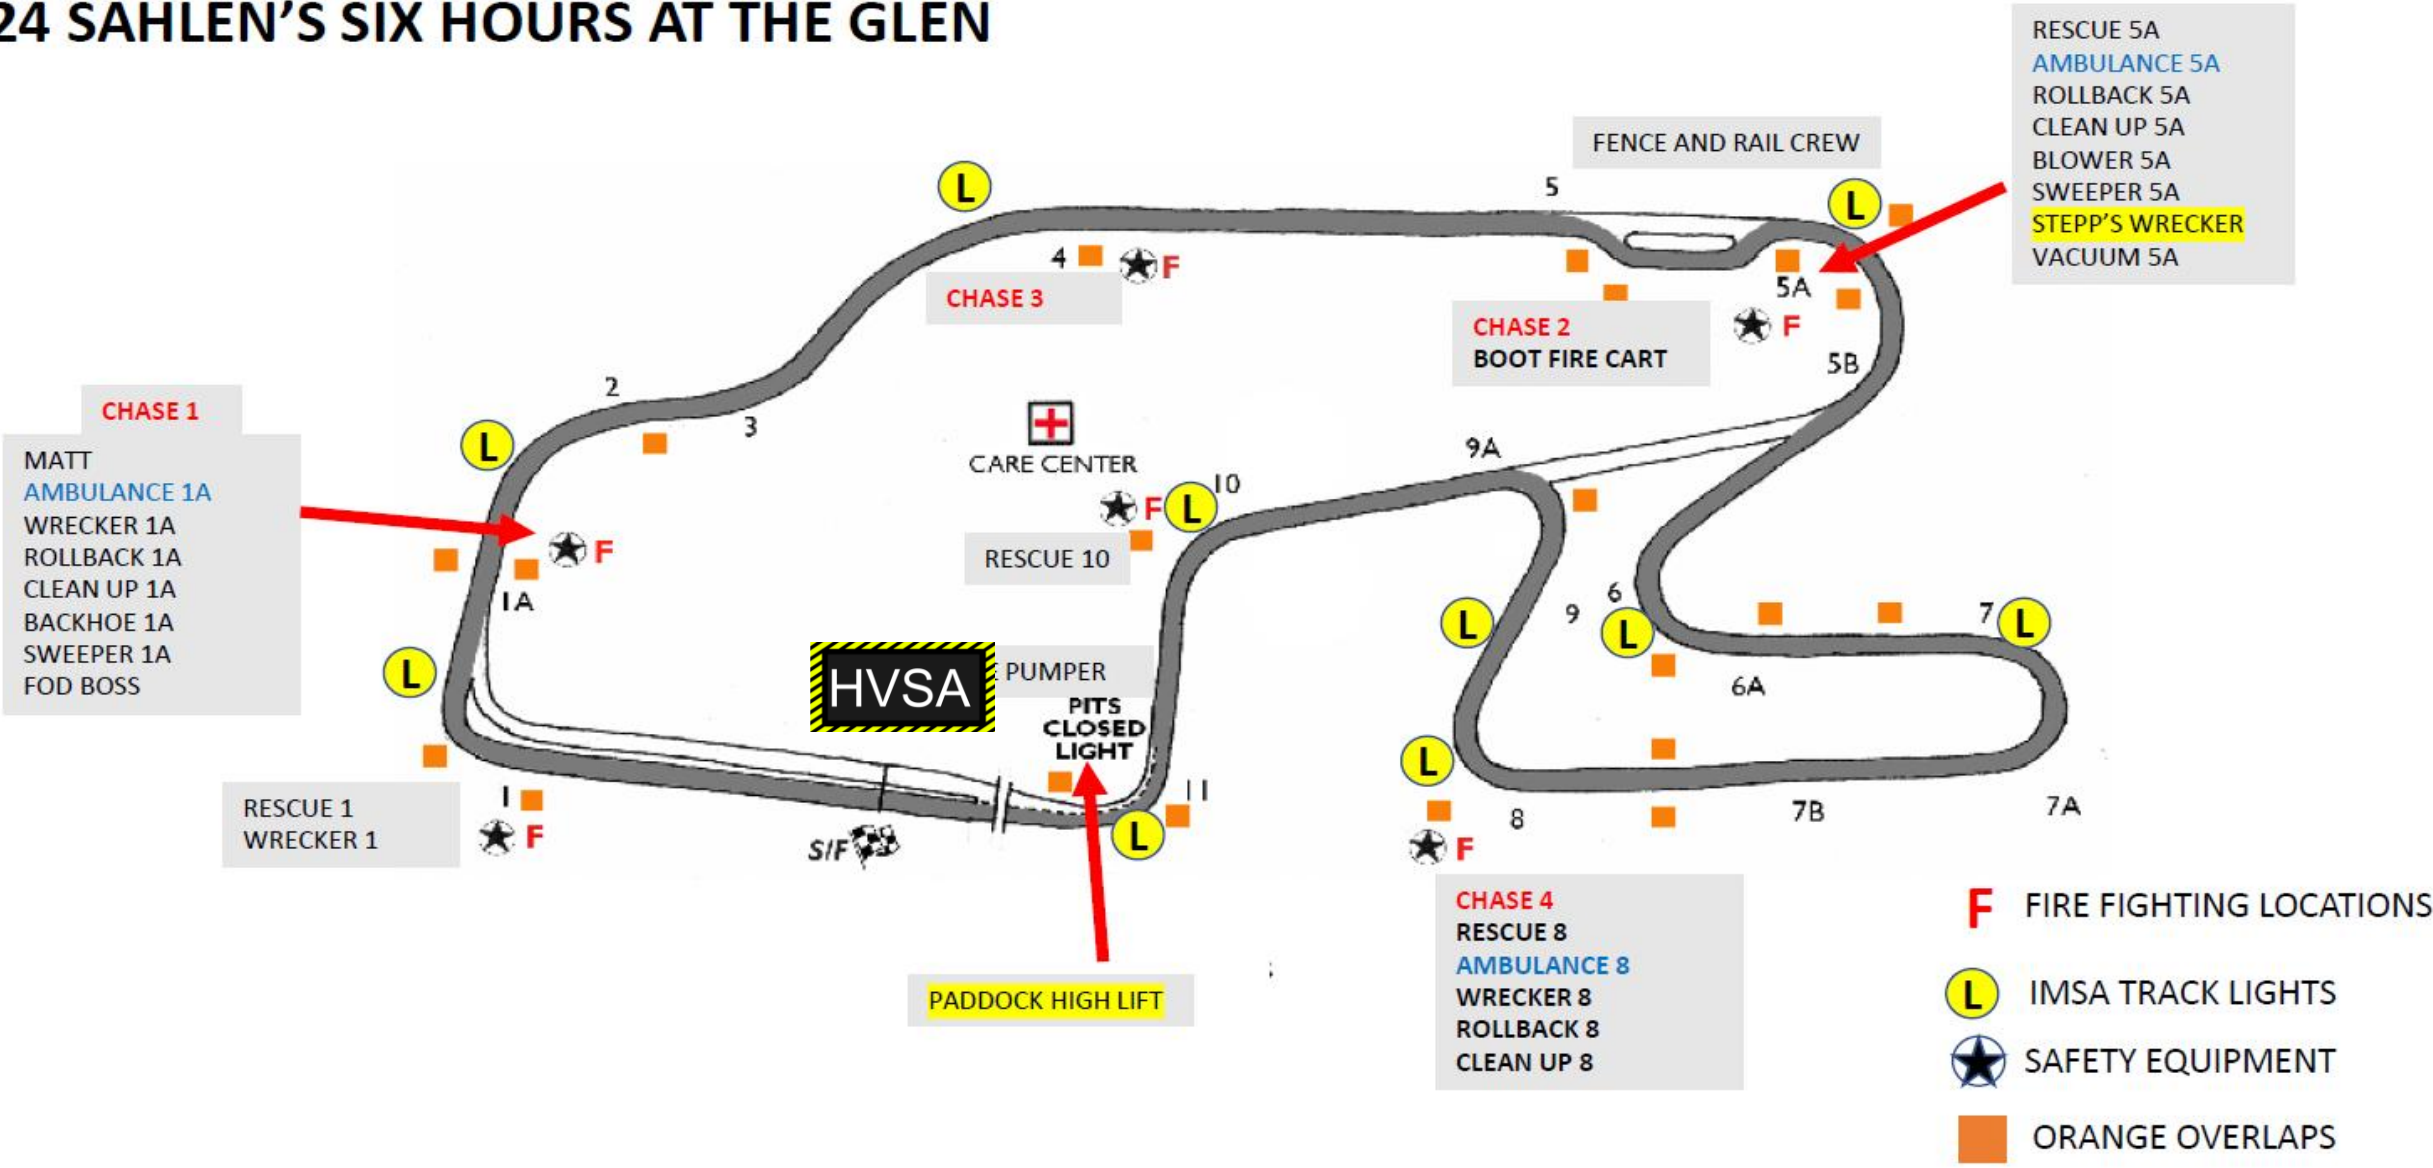 24 SAHLEN'S SIX HOURS AT THE GLEN
RESCUE 5A
AMBULANCE 5A
ROLLBACK 5A
CLEAN UP 5A
BLOWER 5A
SWEEPER 5A
STEPP'S WRECKER
VACUUM 5A
FENCE AND RAIL CREW
L
5
L
4
F
CHASE 3
5A
F
CHASE 2
BOOT FIRE CART
5B
2
3
CHASE 1
MATT
AMBULANCE 1A
WRECKER 1A
ROLLBACK 1A
CLEAN UP 1A
BACKHOE 1A
SWEEPER 1A
FOD BOSS
L
F
1A
L
CARE CENTER
F
L
10
RESCUE 10
9A
9
L
6
L
7
L
6A
HVSA
PUMPER
PITS
CLOSED
LIGHT
11
L
L
8
7B
7A
RESCUE 1
WRECKER 1
1
F
S/F
F
PADDOCK HIGH LIFT
CHASE 4
RESCUE 8
AMBULANCE 8
WRECKER 8
ROLLBACK 8
CLEAN UP 8
F FIRE FIGHTING LOCATIONS
L IMSA TRACK LIGHTS
SAFETY EQUIPMENT
ORANGE OVERLAPS